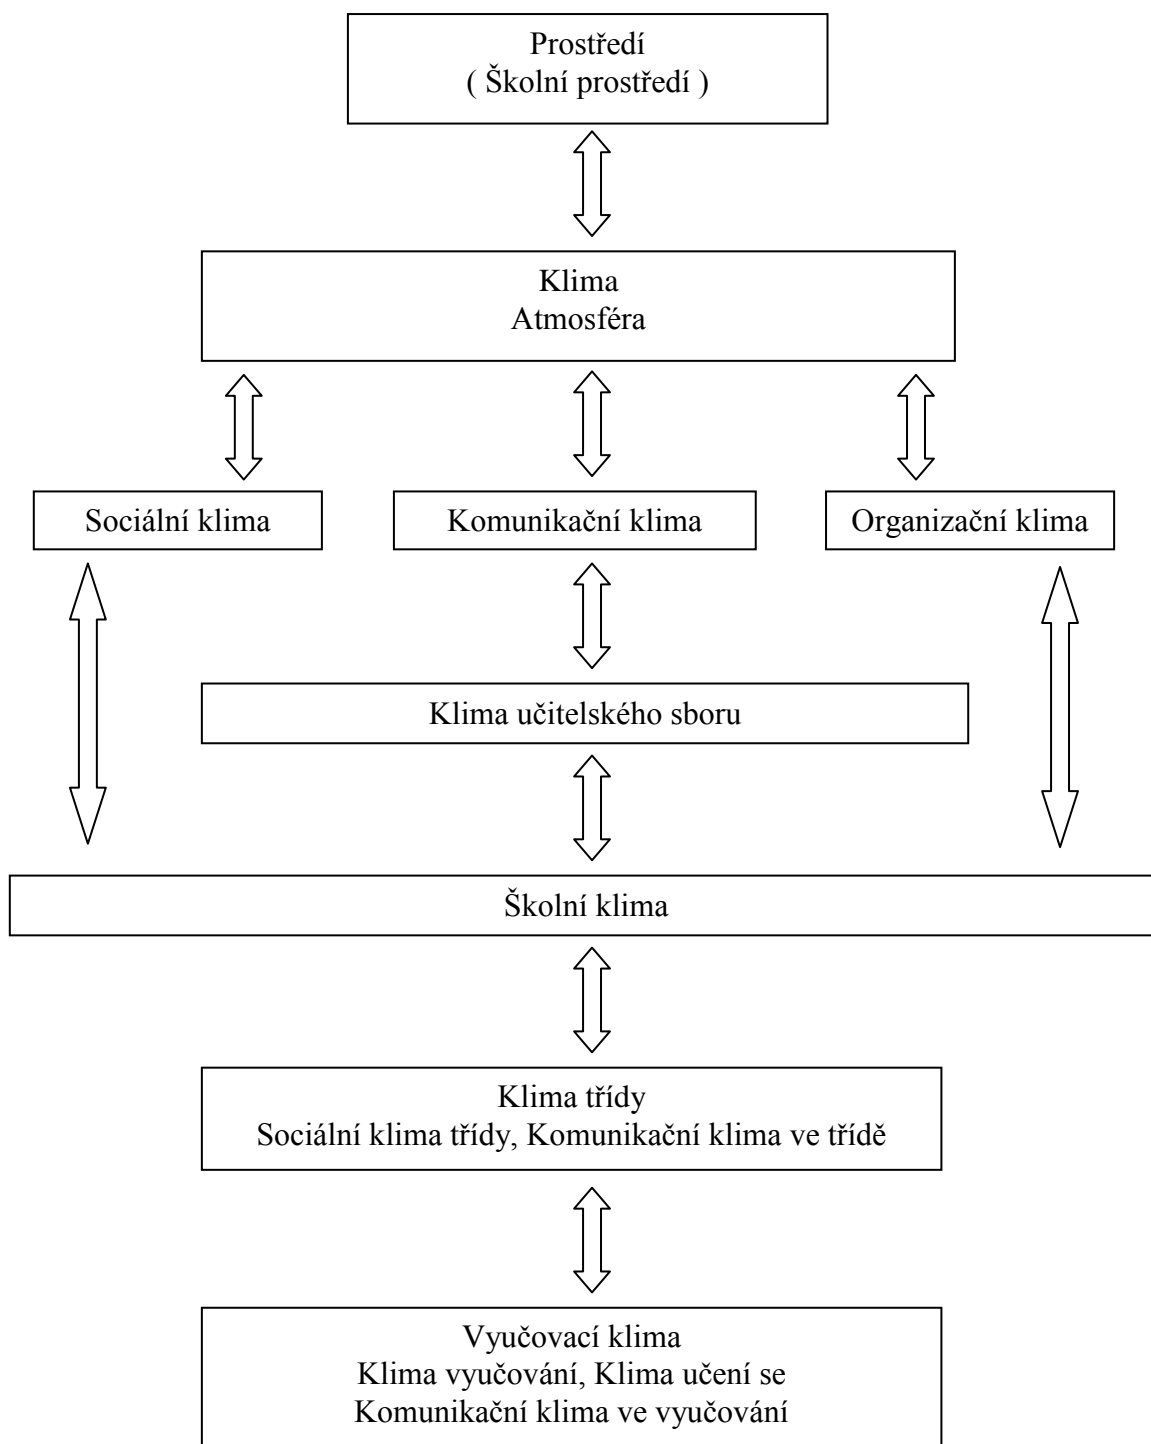 Prostředí
( Školní prostředí )
Klima
Atmosféra
Sociální klima
Komunikační klima
Organizační klima
Klima učitelského sboru
Školní klima
Klima třídy
Sociální klima třídy, Komunikační klima ve třídě
Vyučovací klima
Klima vyučování, Klima učení se
Komunikační klima ve vyučování